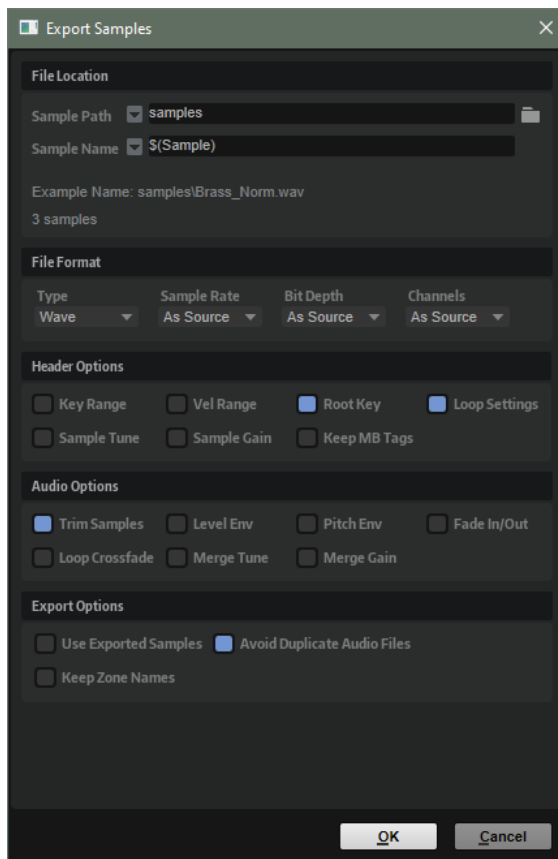 Export Samples
File Location
Sample Path samples
Sample Name $(Sample)
Example Name: samples\Brass_Norm.wav
3 samples
File Format
Type Sample Rate Bit Depth Channels
Wave As Source As Source As Source
Header Options
Key Range Vel Range Root Key Loop Settings
Sample Tune Sample Gain Keep MB Tags
Audio Options
Trim Samples Level Env Pitch Env Fade In/Out
Loop Crossfade Merge Tune Merge Gain
Export Options
Use Exported Samples Avoid Duplicate Audio Files
Keep Zone Names
OK Cancel